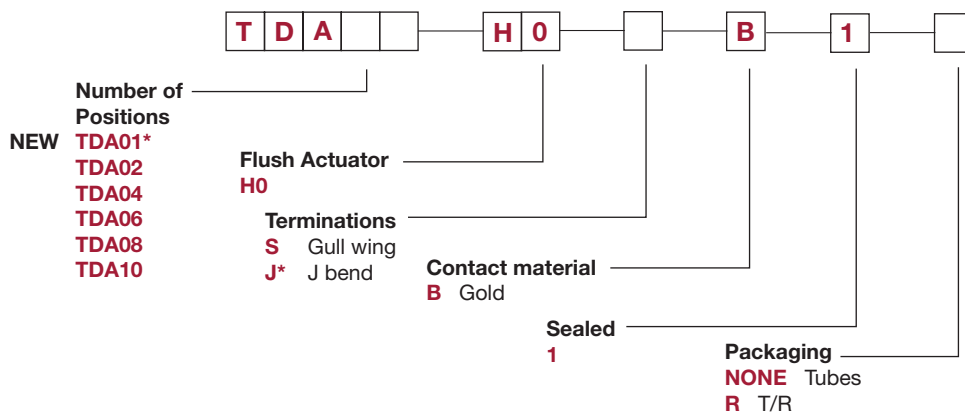 T D A H 0 B 1
Number of
Positions
NEW TDA01*
TDA02
TDA04
TDA06
TDA08
TDA10
Flush Actuator
H0
Terminations
S Gull wing
J* J bend
Contact material
B Gold
Sealed
1
Packaging
NONE Tubes
R T/R